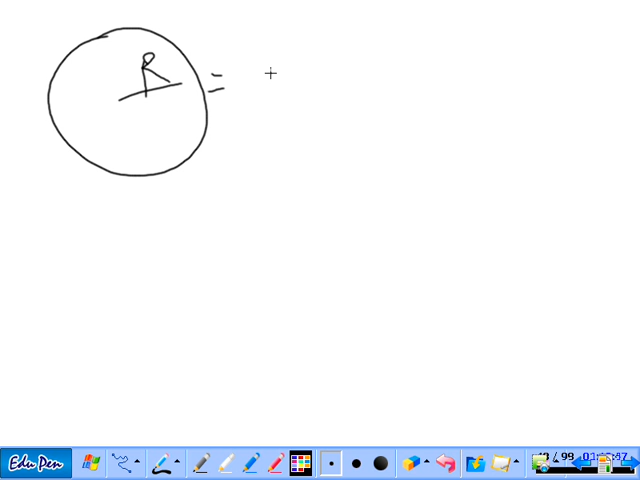 R =
Edu Pen